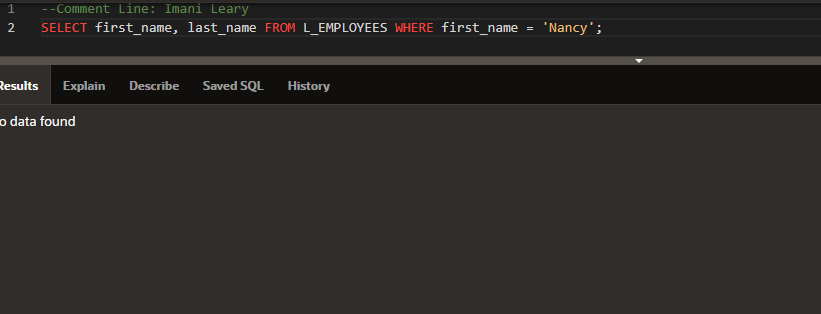 1 --Comment Line: Imani Leary
2 SELECT first_name, last_name FROM L_EMPLOYEES WHERE first_name = 'Nancy';
Results Explain Describe Saved SQL History
o data found